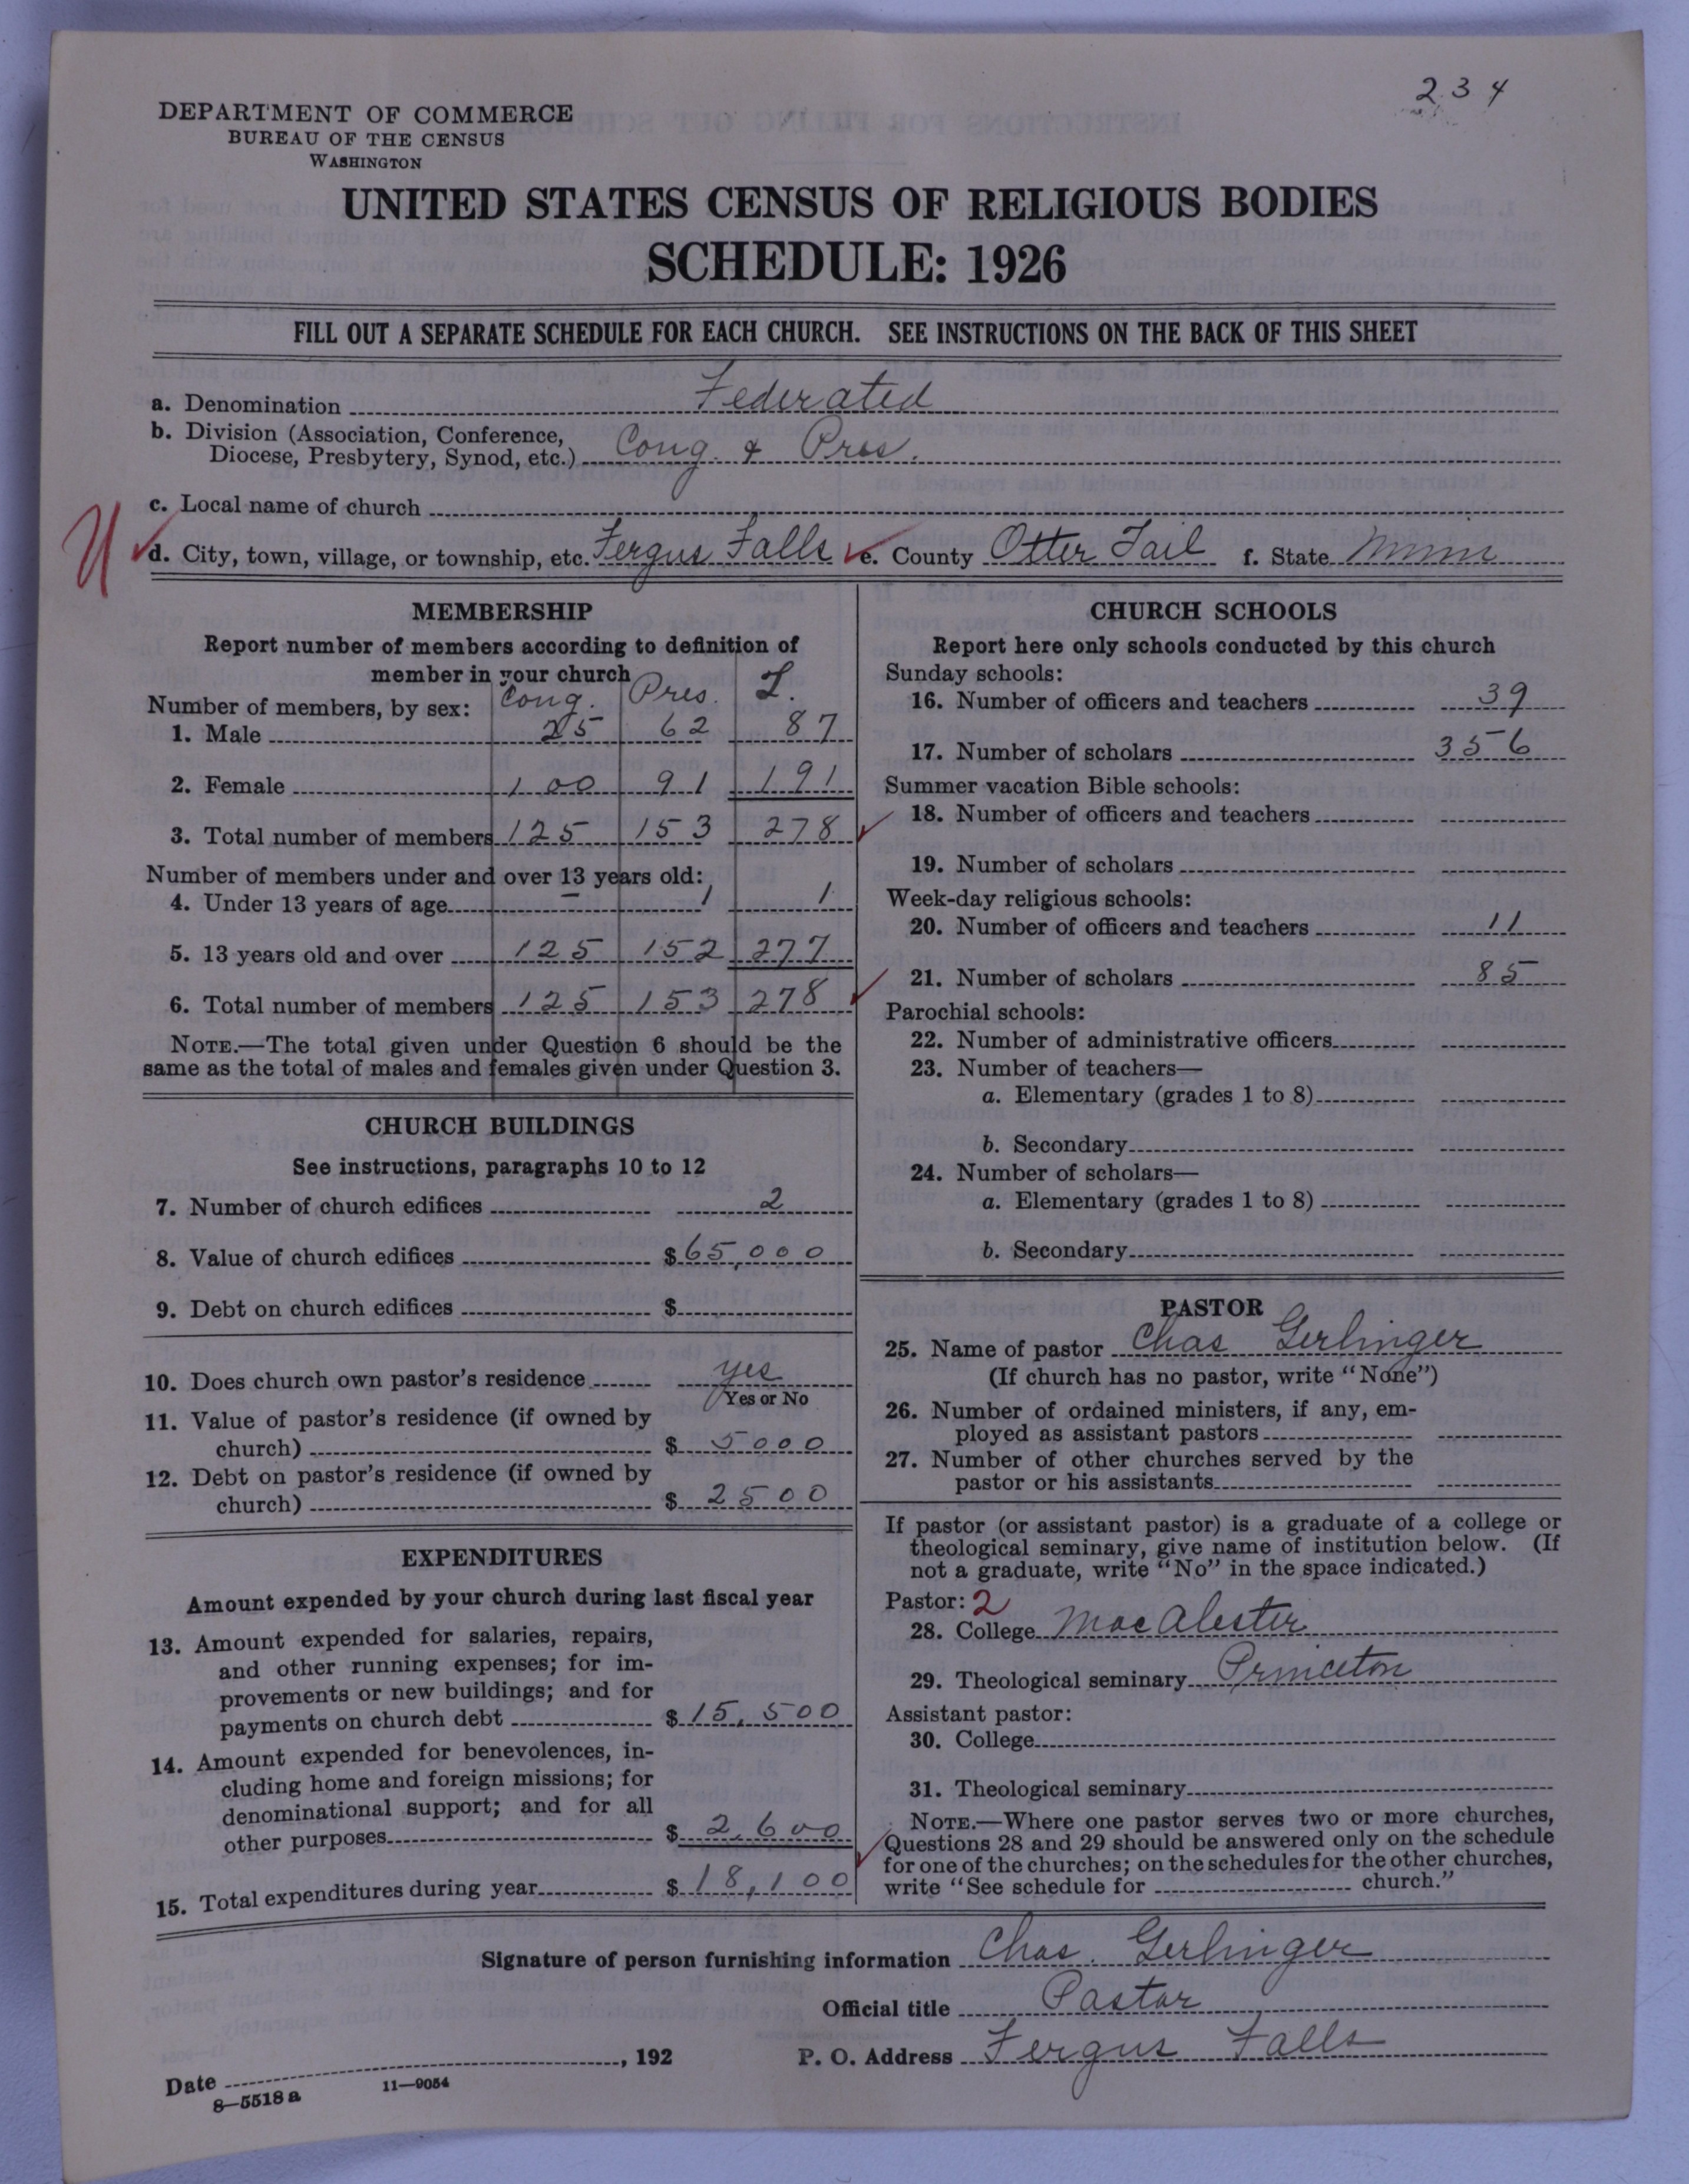 234
DEPARTMENT OF COMMERCE
BUREAU OF THE CENSUS
WASHINGTON
UNITED STATES CENSUS OF RELIGIOUS BODIES
SCHEDULE: 1926
FILL OUT A SEPARATE SCHEDULE FOR EACH CHURCH. SEE INSTRUCTIONS ON THE BACK OF THIS SHEET
a. Denomination Federated
b. Division (Association, Conference,
Diocese, Presbytery, Synod, etc.) Cong. & Pres.
c. Local name of church
U d. City, town, village, or township, etc. Fergus Falls e. County Otter Tail f. State Minn
MEMBERSHIP
Report number of members according to definition of
member in your church
Number of members, by sex: Cong. Pres. T.
1. Male 25 62 87
2. Female 100 91 191
3. Total number of members 125 153 278
Number of members under and over 13 years old:
4. Under 13 years of age – 1 1
5. 13 years old and over 125 152 277
6. Total number of members 125 153 278
NOTE.—The total given under Question 6 should be the
same as the total of males and females given under Question 3.
CHURCH BUILDINGS
See instructions, paragraphs 10 to 12
7. Number of church edifices 2
8. Value of church edifices $65,000
9. Debt on church edifices $
10. Does church own pastor's residence yes
Yes or No
11. Value of pastor's residence (if owned by
church) $ 5000
12. Debt on pastor's residence (if owned by
church) $ 2500
EXPENDITURES
Amount expended by your church during last fiscal year
13. Amount expended for salaries, repairs,
and other running expenses; for im-
provements or new buildings; and for
payments on church debt $15,500
14. Amount expended for benevolences, in-
cluding home and foreign missions; for
denominational support; and for all
other purposes $ 2,600
15. Total expenditures during year $18,100
CHURCH SCHOOLS
Report here only schools conducted by this church
Sunday schools:
16. Number of officers and teachers 39
17. Number of scholars 356
Summer vacation Bible schools:
18. Number of officers and teachers
19. Number of scholars
Week-day religious schools:
20. Number of officers and teachers 11
21. Number of scholars 85
Parochial schools:
22. Number of administrative officers
23. Number of teachers—
a. Elementary (grades 1 to 8)
b. Secondary
24. Number of scholars—
a. Elementary (grades 1 to 8)
b. Secondary
PASTOR
25. Name of pastor Chas Gerlinger
(If church has no pastor, write "None")
26. Number of ordained ministers, if any, em-
ployed as assistant pastors
27. Number of other churches served by the
pastor or his assistants
If pastor (or assistant pastor) is a graduate of a college or
theological seminary, give name of institution below. (If
not a graduate, write "No" in the space indicated.)
Pastor: 2
28. College MacAlester
29. Theological seminary Princeton
Assistant pastor:
30. College
31. Theological seminary
NOTE.—Where one pastor serves two or more churches,
Questions 28 and 29 should be answered only on the schedule
for one of the churches; on the schedules for the other churches,
write "See schedule for church."
Signature of person furnishing information Chas. Gerlinger
Official title Pastor
Date , 192 P. O. Address Fergus Falls
8—5518 a 11—9054